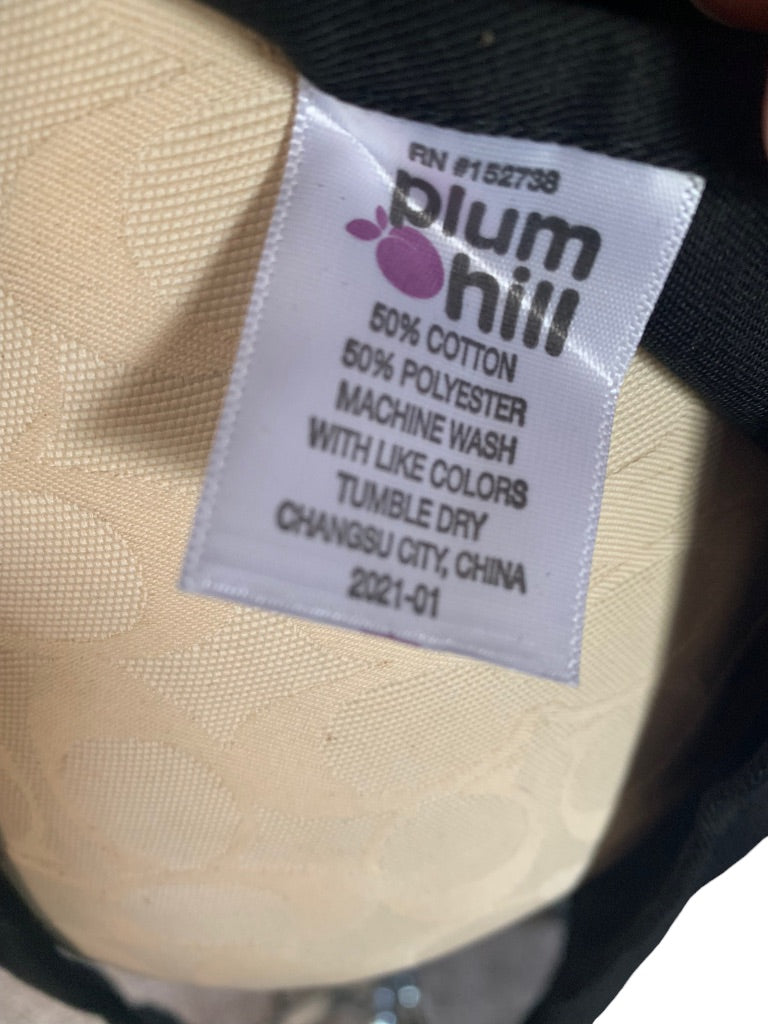 RN #152738
plum
hill
50% COTTON
50% POLYESTER
MACHINE WASH
WITH LIKE COLORS
TUMBLE DRY
CHANGSU CITY, CHINA
2021-01